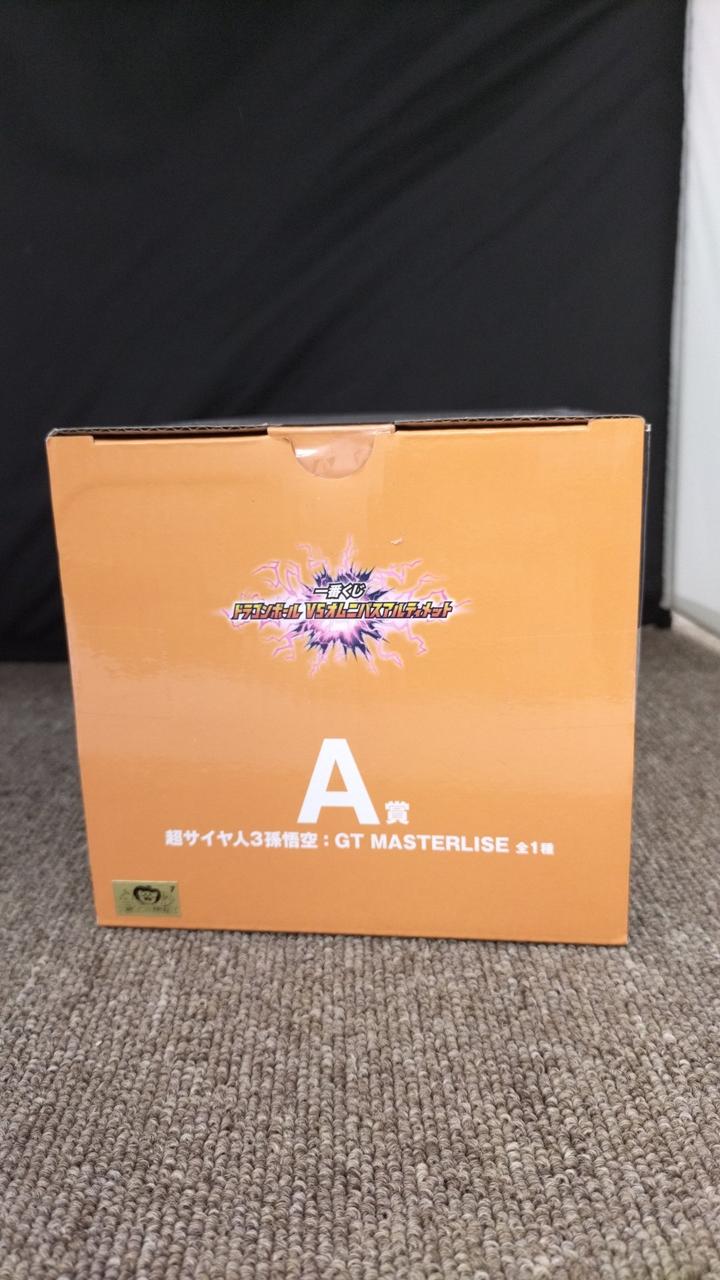 一番くじ
ドラゴンボール VSオムニバスアルティメット
A賞
超サイヤ人3孫悟空：GT MASTERLISE 全1種